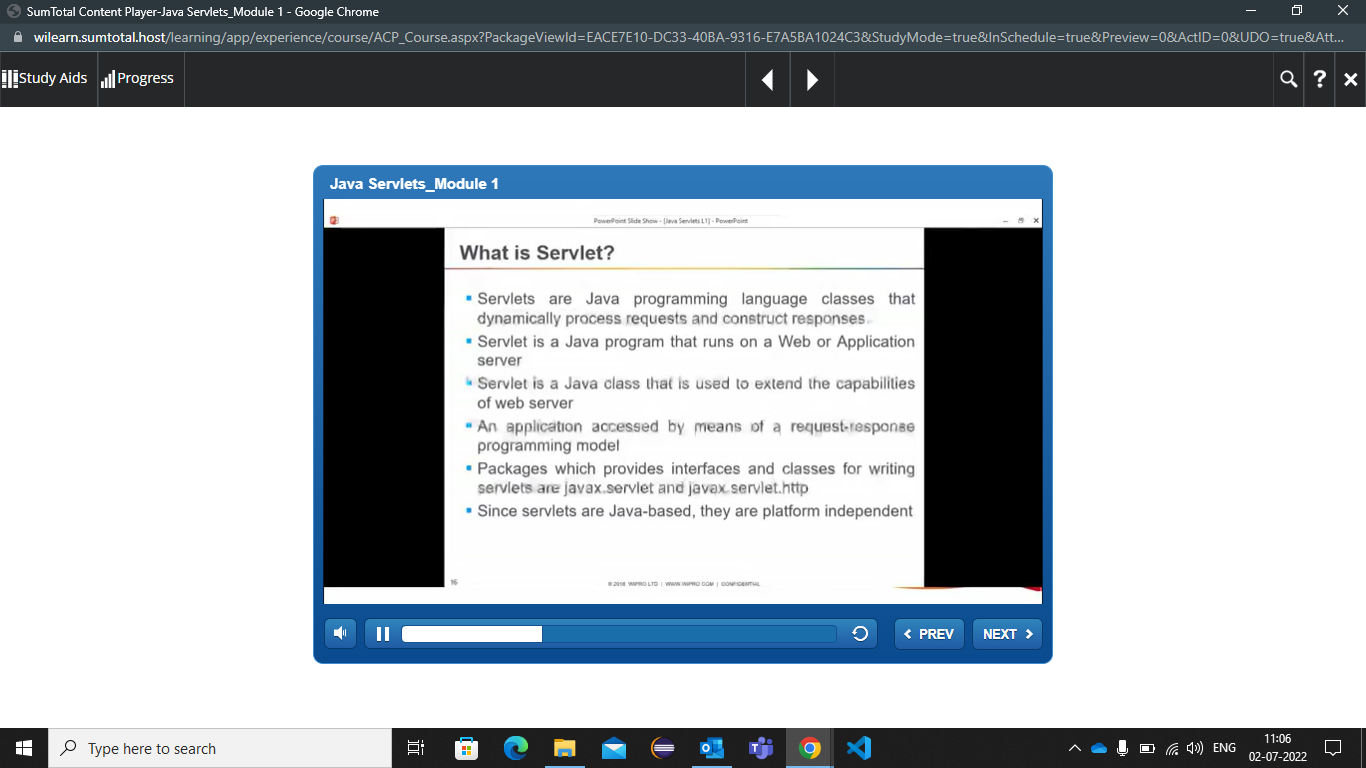 SumTotal Content Player-Java Servlets_Module 1 - Google Chrome
wilearn.sumtotal.host/learning/app/experience/course/ACP_Course.aspx?PackageViewId=EACE7E10-DC33-40BA-9316-E7A5BA1024C3&StudyMode=true&InSchedule=true&Preview=0&ActID=0&UDO=true&Att...
Study Aids Progress
Java Servlets_Module 1
PowerPoint Slide Show - [Java Servlets L1] - PowerPoint
What is Servlet?
Servlets are Java programming language classes that
dynamically process requests and construct responses
Servlet is a Java program that runs on a Web or Application
server
Servlet is a Java class that is used to extend the capabilities
of web server
An application accessed by means of a request-response
programming model
Packages which provides interfaces and classes for writing
servlets are javax.servlet and javax.servlet.http
Since servlets are Java-based, they are platform independent
16
© 2018 WIPRO LTD | WWW.WIPRO.COM | CONFIDENTIAL
PREV NEXT
Type here to search
ENG
11:06
02-07-2022